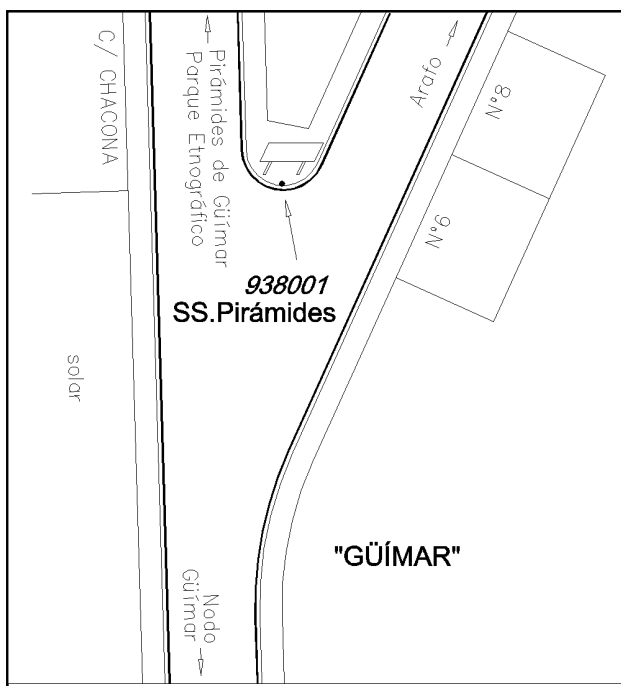 C/ CHACONA
Pirámides de Güímar
Parque Etnográfico
Arafo
N°8
N°6
938001
SS.Pirámides
solar
"GÜÍMAR"
Nodo
Güímar